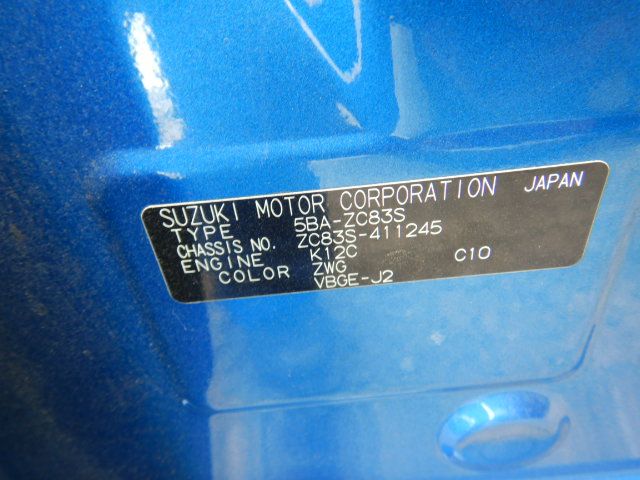 SUZUKI MOTOR CORPORATION JAPAN
TYPE 5BA-ZC83S
CHASSIS NO. ZC83S-411245
ENGINE K12C C10
COLOR ZWG
VBGE-J2